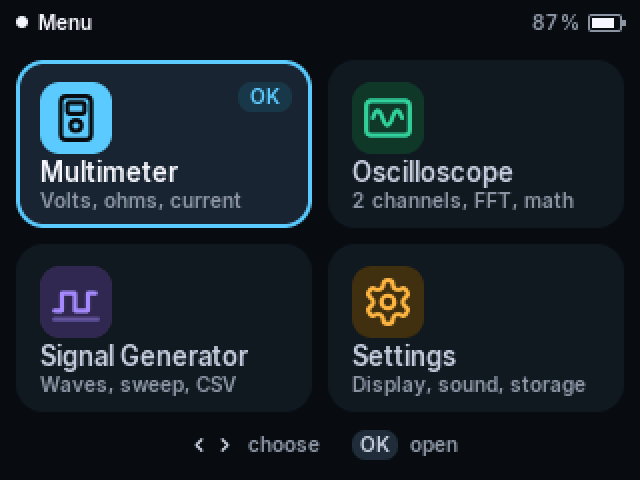 Menu
87%
OK
Multimeter
Volts, ohms, current
Oscilloscope
2 channels, FFT, math
Signal Generator
Waves, sweep, CSV
Settings
Display, sound, storage
‹ › choose OK open